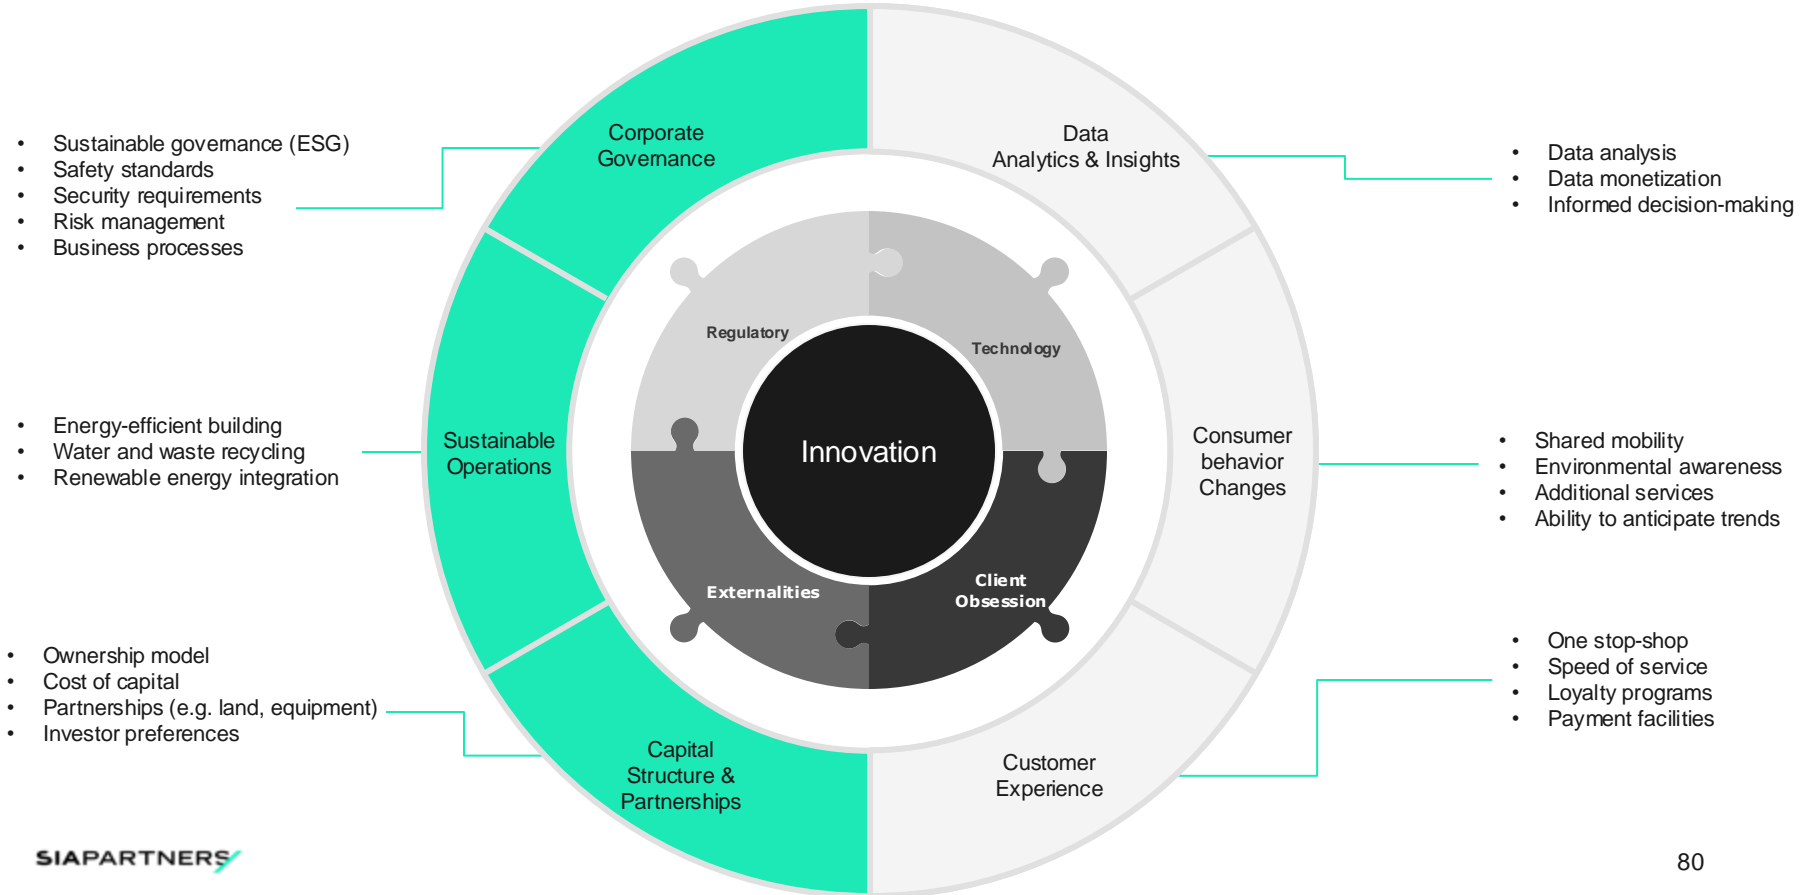 Corporate
Governance
Data
Analytics & Insights
• Sustainable governance (ESG)
• Safety standards
• Security requirements
• Risk management
• Business processes
• Data analysis
• Data monetization
• Informed decision-making
Regulatory
Technology
• Energy-efficient building
• Water and waste recycling
• Renewable energy integration
Sustainable
Operations
Innovation
Consumer
behavior
Changes
• Shared mobility
• Environmental awareness
• Additional services
• Ability to anticipate trends
Externalities
Client
Obsession
• Ownership model
• Cost of capital
• Partnerships (e.g. land, equipment)
• Investor preferences
Capital
Structure &
Partnerships
Customer
Experience
• One stop-shop
• Speed of service
• Loyalty programs
• Payment facilities
SIAPARTNERS
80